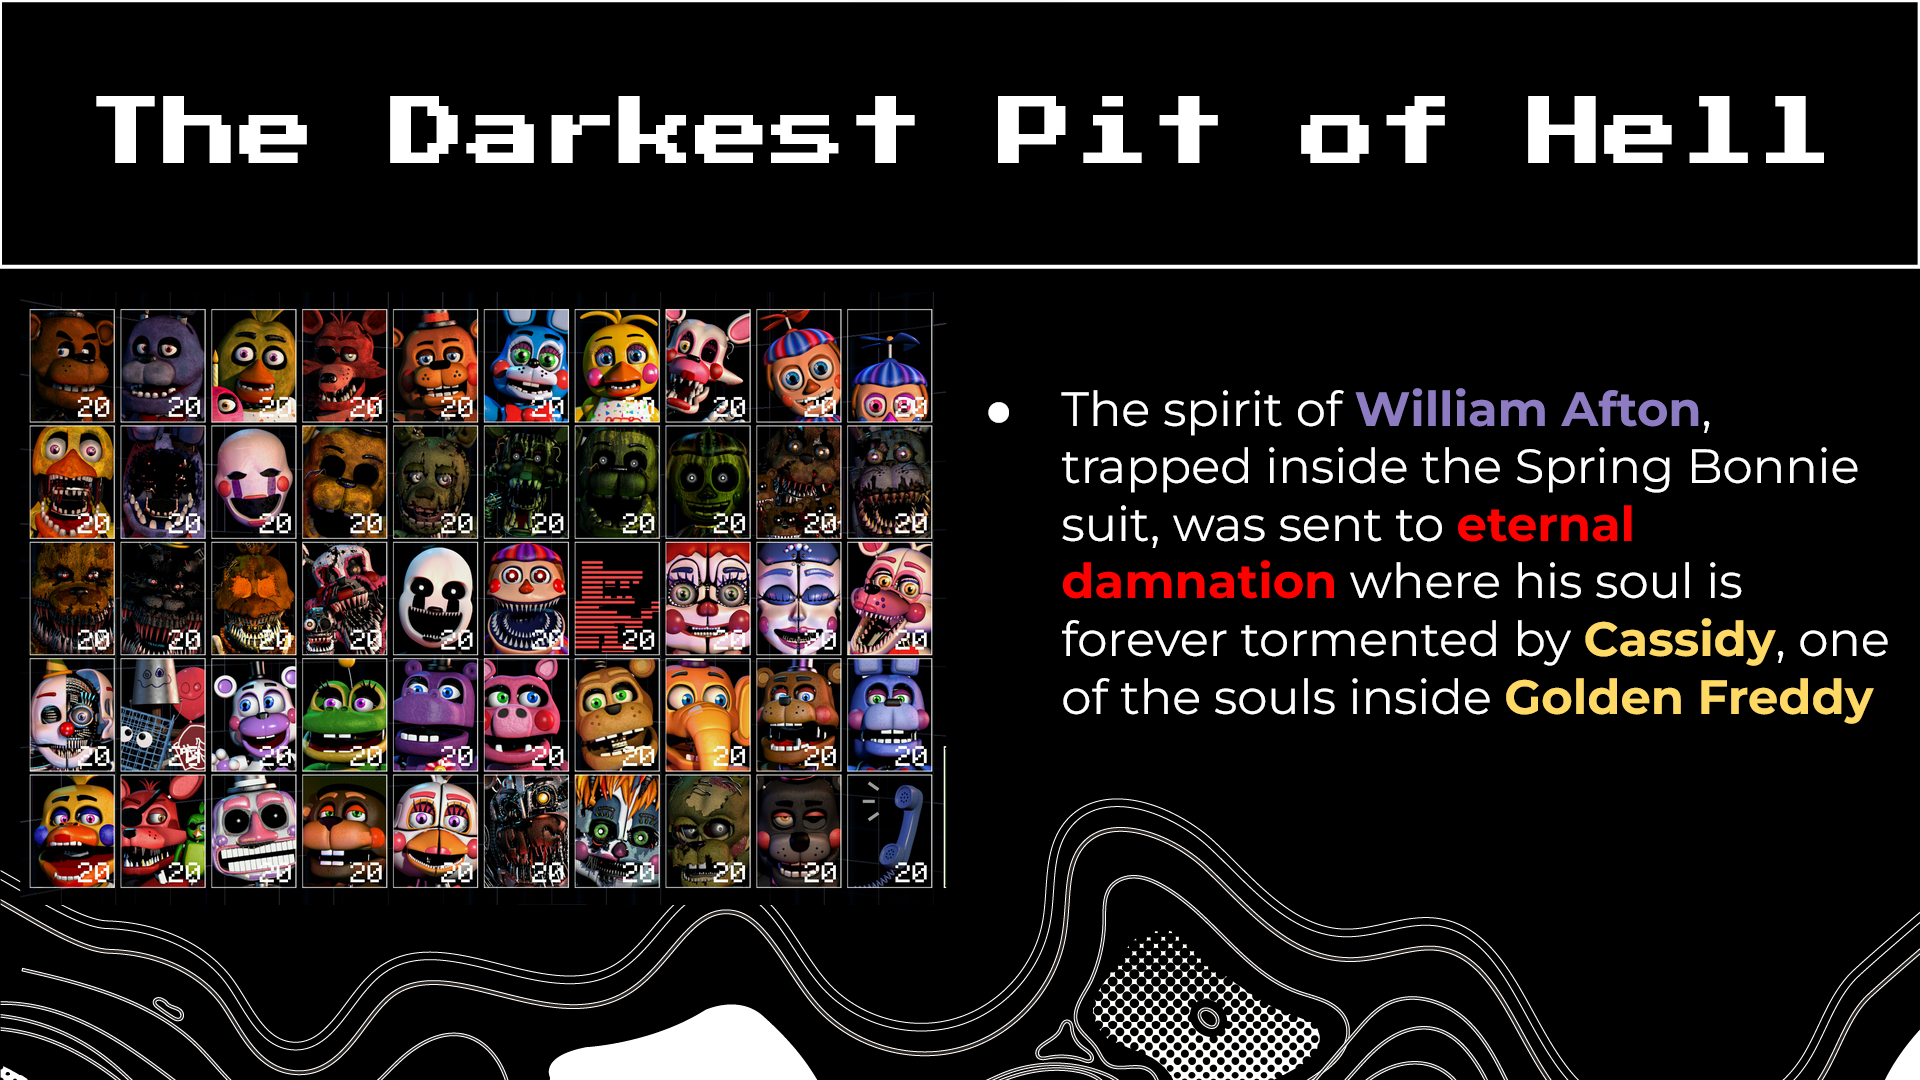 The Darkest Pit of Hell
20 20 20 20 20 20 20 20 20 20
20 20 20 20 20 20 20 20 20 20
20 20 20 20 20 20 20 20 20 20
20 20 20 20 20 20 20 20 20 20
20 20 20 20 20 20 20 20 20 20
● The spirit of William Afton,
trapped inside the Spring Bonnie
suit, was sent to eternal
damnation where his soul is
forever tormented by Cassidy, one
of the souls inside Golden Freddy